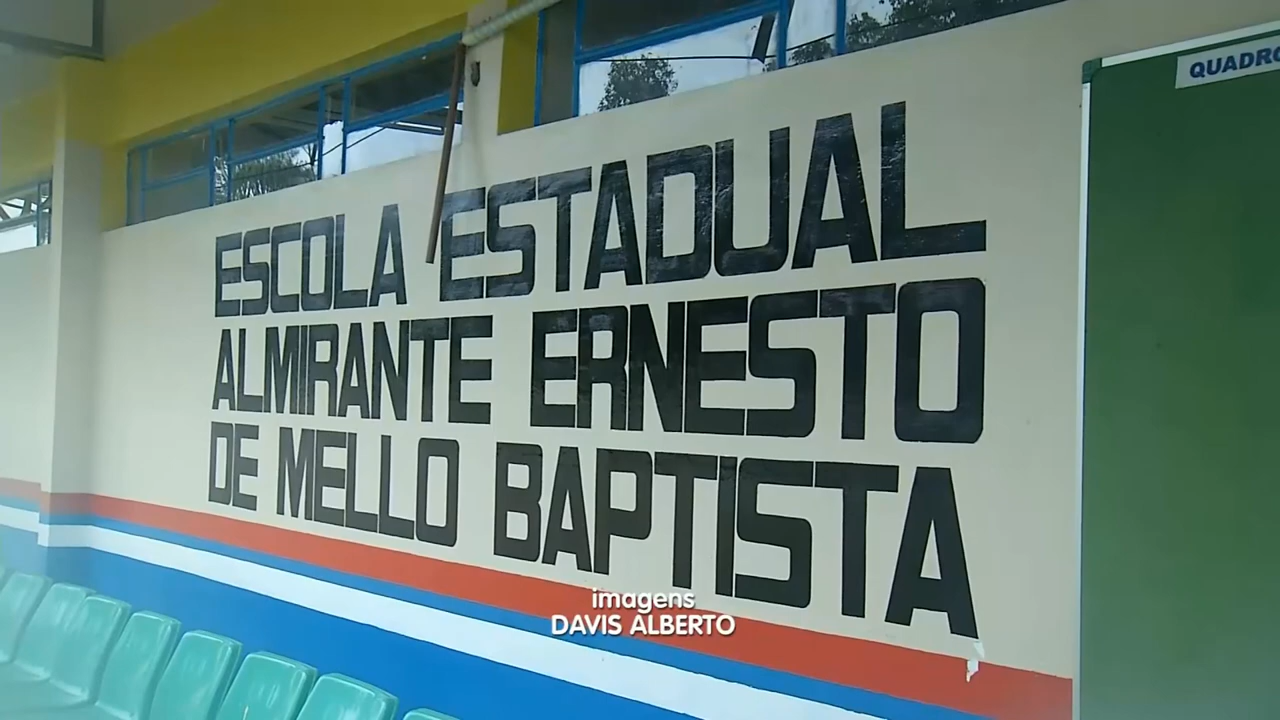 ESCOLA ESTADUAL
ALMIRANTE ERNESTO
DE MELLO BAPTISTA
QUADRO
imagens
DAVIS ALBERTO